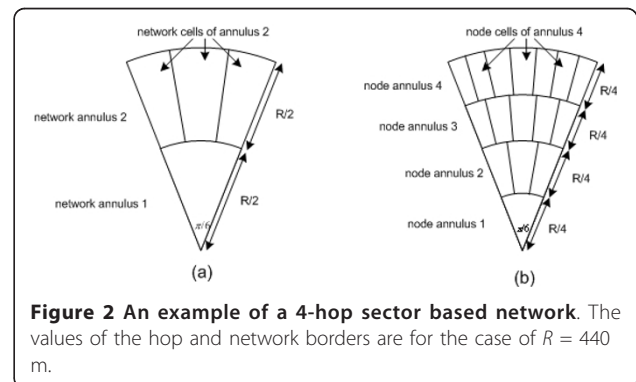 network cells of annulus 2
network annulus 2
R/2
network annulus 1
R/2
π/6
(a)
node cells of annulus 4
node annulus 4
R/4
node annulus 3
R/4
node annulus 2
R/4
node annulus 1
π/6
R/4
(b)
Figure 2 An example of a 4-hop sector based network. The
values of the hop and network borders are for the case of R = 440
m.